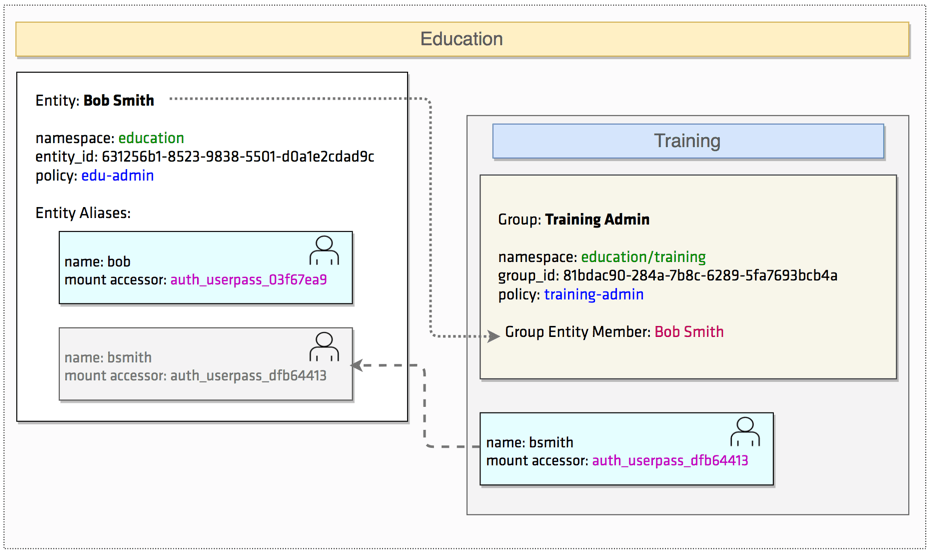 Education
Entity: Bob Smith
namespace: education
entity_id: 631256b1-8523-9838-5501-d0a1e2cdad9c
policy: edu-admin
Entity Aliases:
name: bob
mount accessor: auth_userpass_03f67ea9
name: bsmith
mount accessor: auth_userpass_dfb64413
Training
Group: Training Admin
namespace: education/training
group_id: 81bdac90-284a-7b8c-6289-5fa7693bcb4a
policy: training-admin
Group Entity Member: Bob Smith
name: bsmith
mount accessor: auth_userpass_dfb64413